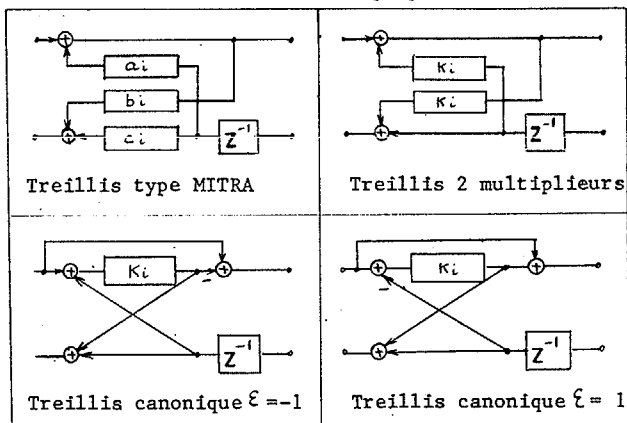 ai
bi
ci
Z⁻¹
Treillis type MITRA
Ki
Ki
Z⁻¹
Treillis 2 multiplieurs
Ki
Z⁻¹
Treillis canonique ℰ=-1
Ki
Z⁻¹
Treillis canonique ℰ= 1